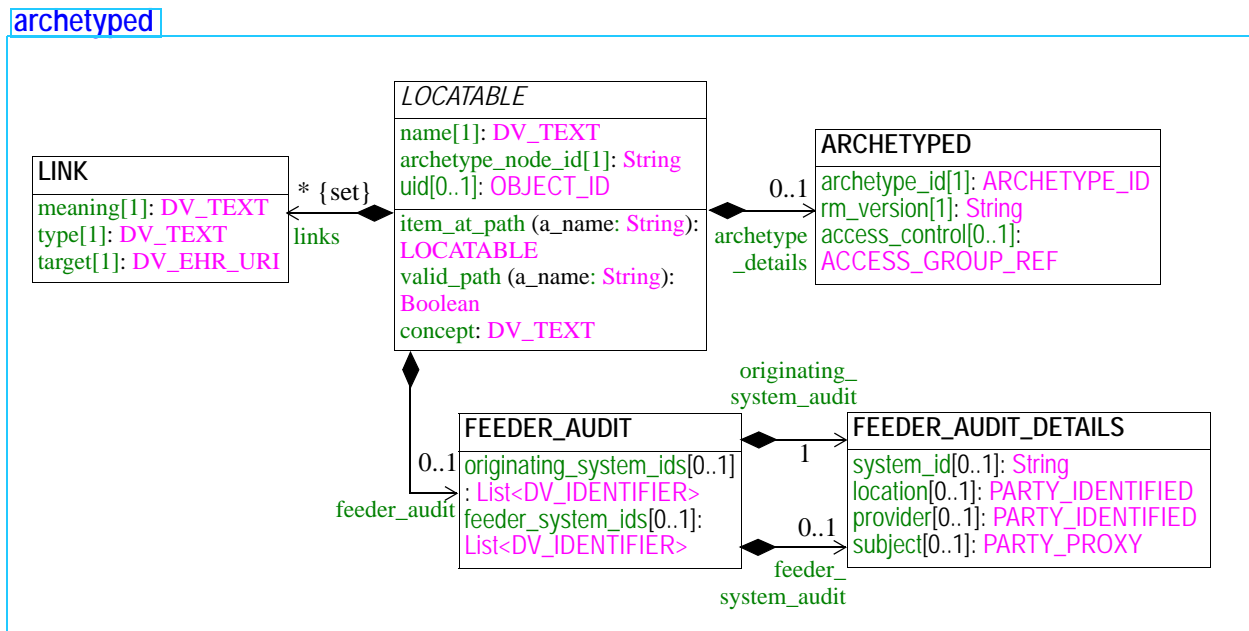 archetyped
LOCATABLE
name[1]: DV_TEXT
archetype_node_id[1]: String
uid[0..1]: OBJECT_ID
item_at_path (a_name: String):
LOCATABLE
valid_path (a_name: String):
Boolean
concept: DV_TEXT
LINK
meaning[1]: DV_TEXT
type[1]: DV_TEXT
target[1]: DV_EHR_URI
* {set}
links
0..1
archetype
_details
ARCHETYPED
archetype_id[1]: ARCHETYPE_ID
rm_version[1]: String
access_control[0..1]:
ACCESS_GROUP_REF
0..1
feeder_audit
FEEDER_AUDIT
originating_system_ids[0..1]
: List<DV_IDENTIFIER>
feeder_system_ids[0..1]:
List<DV_IDENTIFIER>
originating_
system_audit
1
0..1
feeder_
system_audit
FEEDER_AUDIT_DETAILS
system_id[0..1]: String
location[0..1]: PARTY_IDENTIFIED
provider[0..1]: PARTY_IDENTIFIED
subject[0..1]: PARTY_PROXY